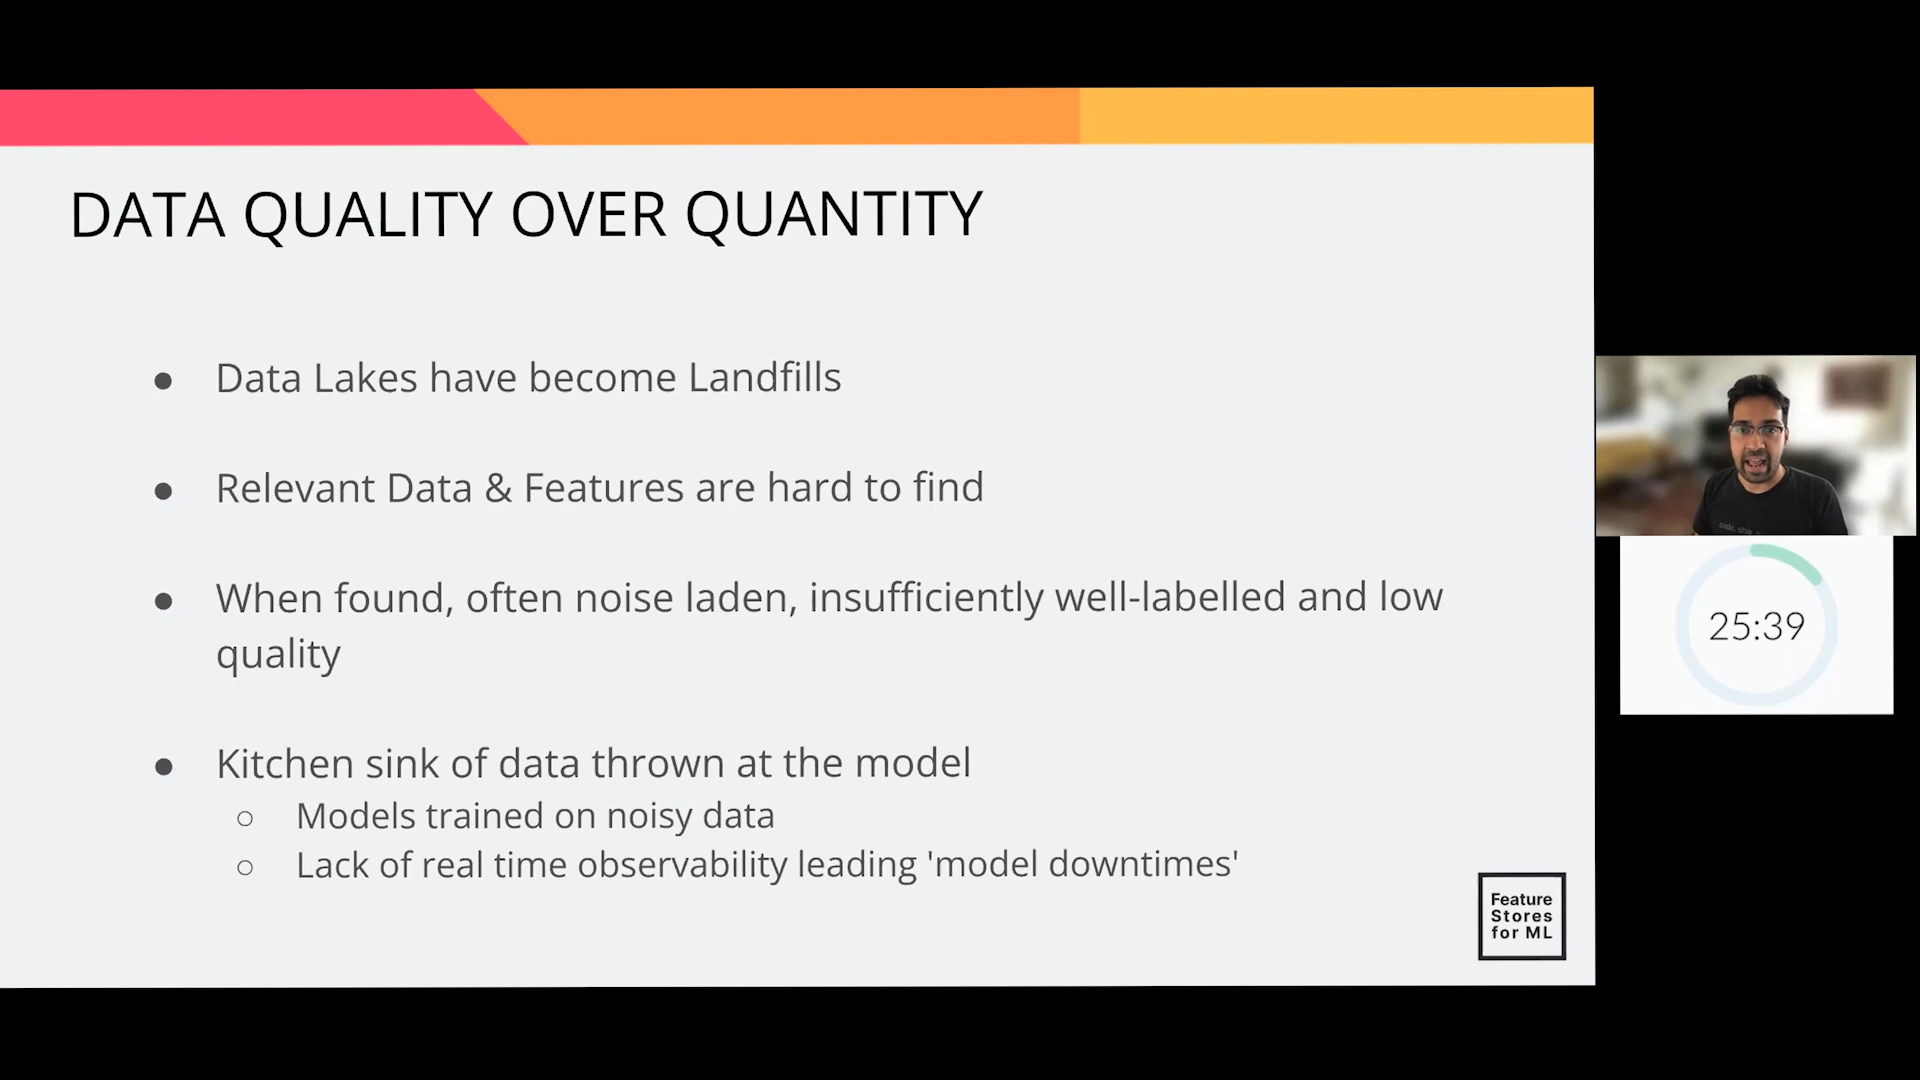 DATA QUALITY OVER QUANTITY
● Data Lakes have become Landfills
● Relevant Data & Features are hard to find
● When found, often noise laden, insufficiently well-labelled and low
quality
● Kitchen sink of data thrown at the model
○ Models trained on noisy data
○ Lack of real time observability leading 'model downtimes'
Feature
Stores
for ML
code. ship.
25:39